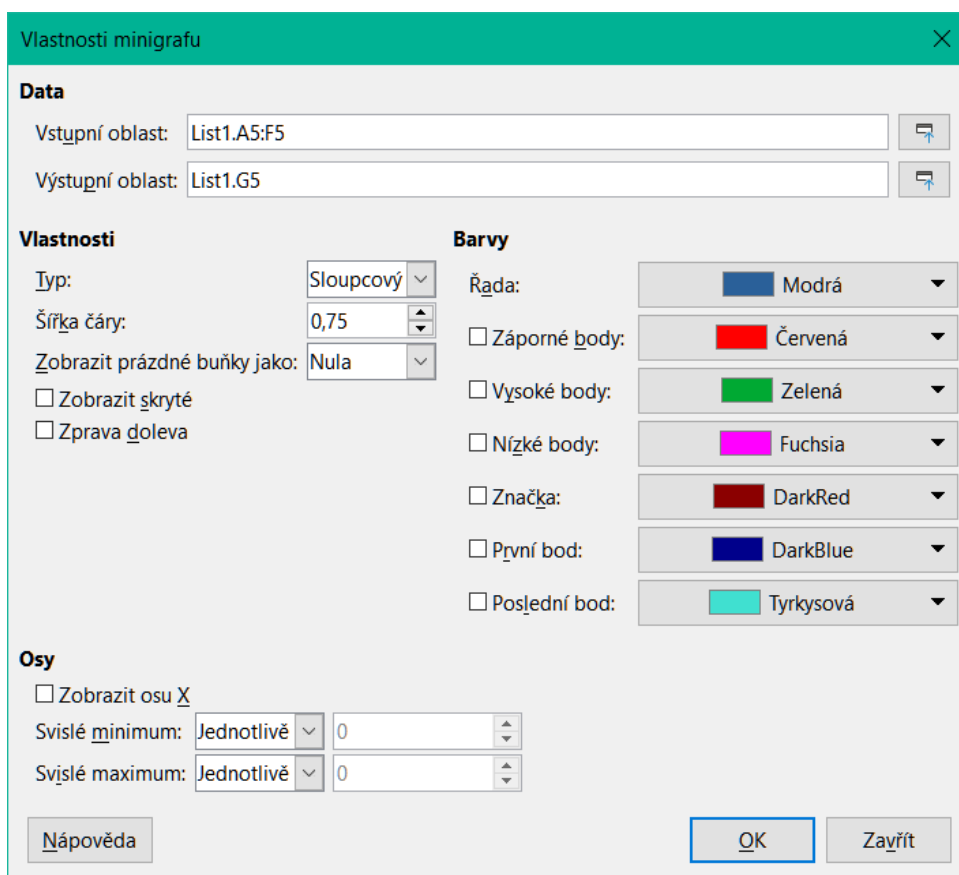 Vlastnosti minigrafu
Data
Vstupní oblast: List1.A5:F5
Výstupní oblast: List1.G5
Vlastnosti
Typ: Sloupcový
Šířka čáry: 0,75
Zobrazit prázdné buňky jako: Nula
Zobrazit skryté
Zprava doleva
Barvy
Řada: Modrá
Záporné body: Červená
Vysoké body: Zelená
Nízké body: Fuchsia
Značka: DarkRed
První bod: DarkBlue
Poslední bod: Tyrkysová
Osy
Zobrazit osu X
Svislé minimum: Jednotlivě 0
Svislé maximum: Jednotlivě 0
Nápověda OK Zavřít